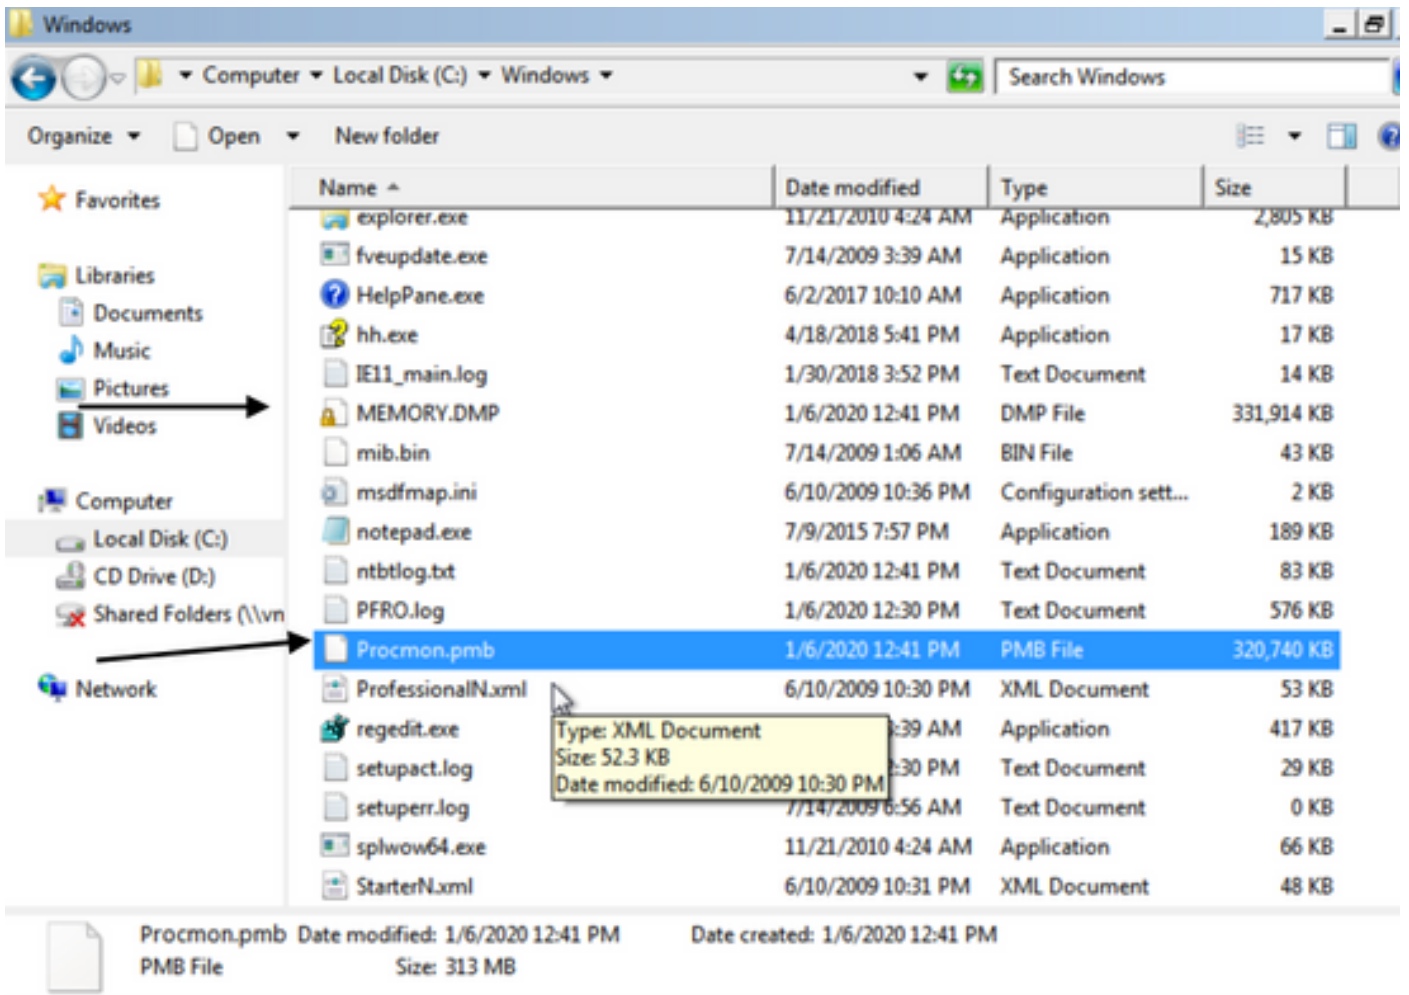 Windows
Computer Local Disk (C:) Windows Search Windows
Organize Open New folder
Name Date modified Type Size
Favorites
Libraries
Documents
Music
Pictures
Videos
Computer
Local Disk (C:)
CD Drive (D:)
Shared Folders (\\vn
Network
explorer.exe 11/21/2010 4:24 AM Application 2,805 KB
fveupdate.exe 7/14/2009 3:39 AM Application 15 KB
HelpPane.exe 6/2/2017 10:10 AM Application 717 KB
hh.exe 4/18/2018 5:41 PM Application 17 KB
IE11_main.log 1/30/2018 3:52 PM Text Document 14 KB
MEMORY.DMP 1/6/2020 12:41 PM DMP File 331,914 KB
mib.bin 7/14/2009 1:06 AM BIN File 43 KB
msdfmap.ini 6/10/2009 10:36 PM Configuration sett... 2 KB
notepad.exe 7/9/2015 7:57 PM Application 189 KB
ntbtlog.txt 1/6/2020 12:41 PM Text Document 83 KB
PFRO.log 1/6/2020 12:30 PM Text Document 576 KB
Procmon.pmb 1/6/2020 12:41 PM PMB File 320,740 KB
ProfessionalN.xml 6/10/2009 10:30 PM XML Document 53 KB
regedit.exe :39 AM Application 417 KB
setupact.log :30 PM Text Document 29 KB
setuperr.log 7/14/2009 6:56 AM Text Document 0 KB
splwow64.exe 11/21/2010 4:24 AM Application 66 KB
StarterN.xml 6/10/2009 10:31 PM XML Document 48 KB
Type: XML Document
Size: 52.3 KB
Date modified: 6/10/2009 10:30 PM
Procmon.pmb Date modified: 1/6/2020 12:41 PM Date created: 1/6/2020 12:41 PM
PMB File Size: 313 MB